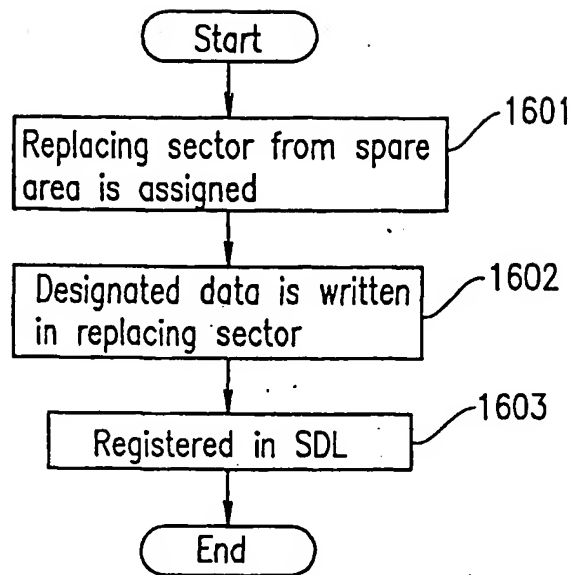 Start
1601
Replacing sector from spare
area is assigned
1602
Designated data is written
in replacing sector
1603
Registered in SDL
End